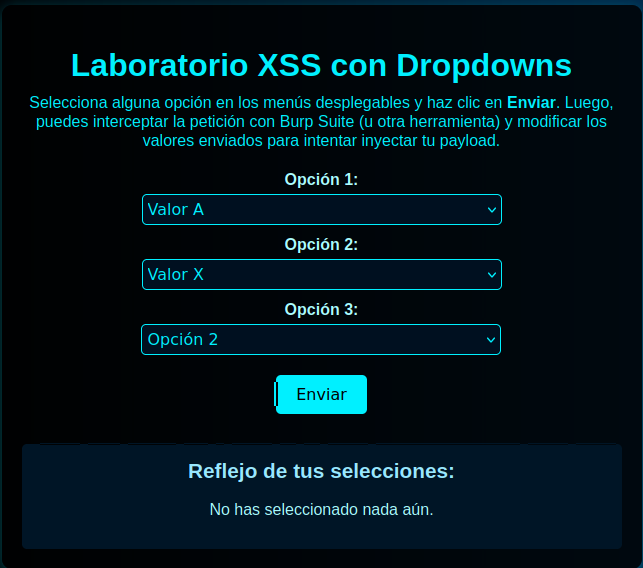 Laboratorio XSS con Dropdowns
Selecciona alguna opción en los menús desplegables y haz clic en Enviar. Luego,
puedes interceptar la petición con Burp Suite (u otra herramienta) y modificar los
valores enviados para intentar inyectar tu payload.
Opción 1:
Valor A
Opción 2:
Valor X
Opción 3:
Opción 2
Enviar
Reflejo de tus selecciones:
No has seleccionado nada aún.